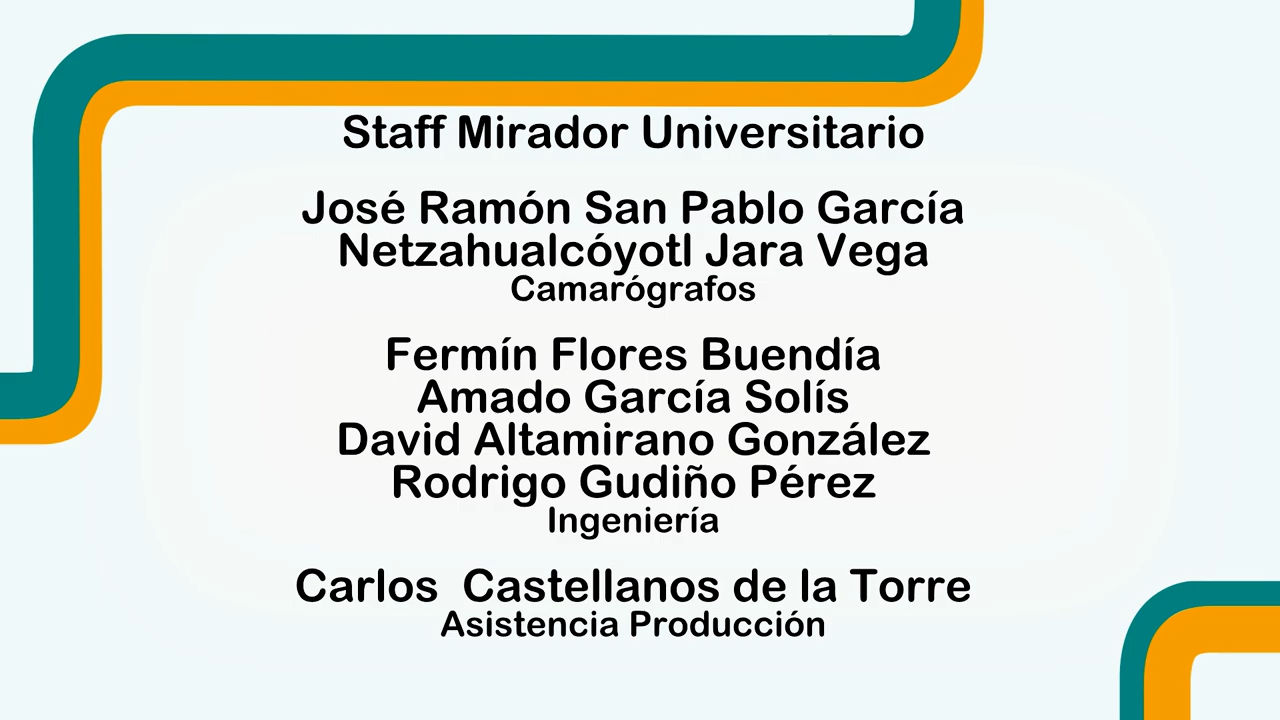 Staff Mirador Universitario
José Ramón San Pablo García
Netzahualcóyotl Jara Vega
Camarógrafos
Fermín Flores Buendía
Amado García Solís
David Altamirano González
Rodrigo Gudiño Pérez
Ingeniería
Carlos  Castellanos de la Torre
Asistencia Producción